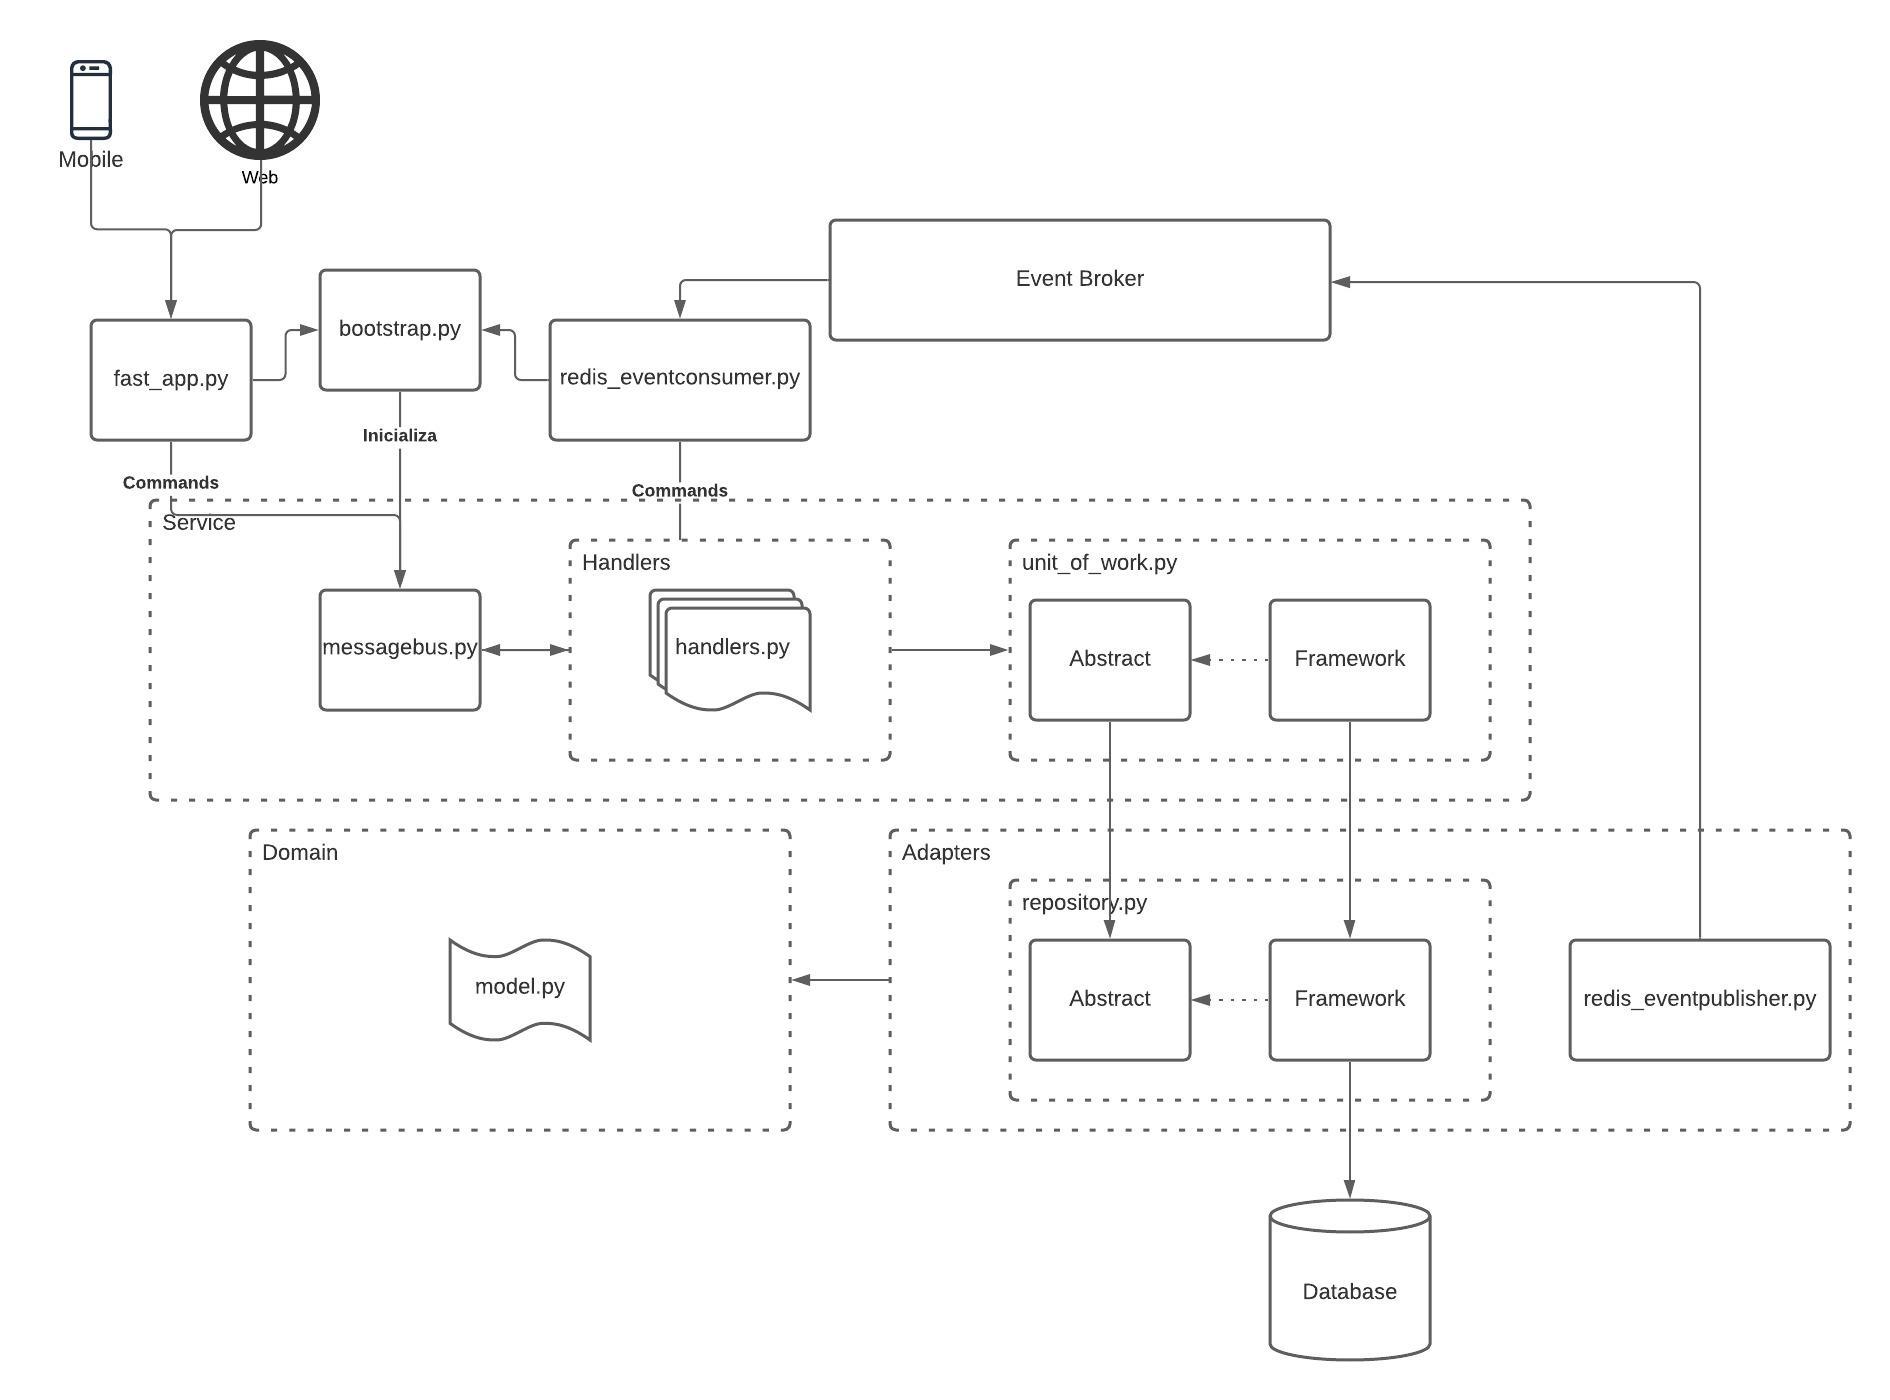 Mobile
Web
Event Broker
bootstrap.py
fast_app.py
redis_eventconsumer.py
Inicializa
Commands
Commands
Service
Handlers
unit_of_work.py
messagebus.py
handlers.py
Abstract
Framework
Domain
Adapters
repository.py
model.py
Abstract
Framework
redis_eventpublisher.py
Database